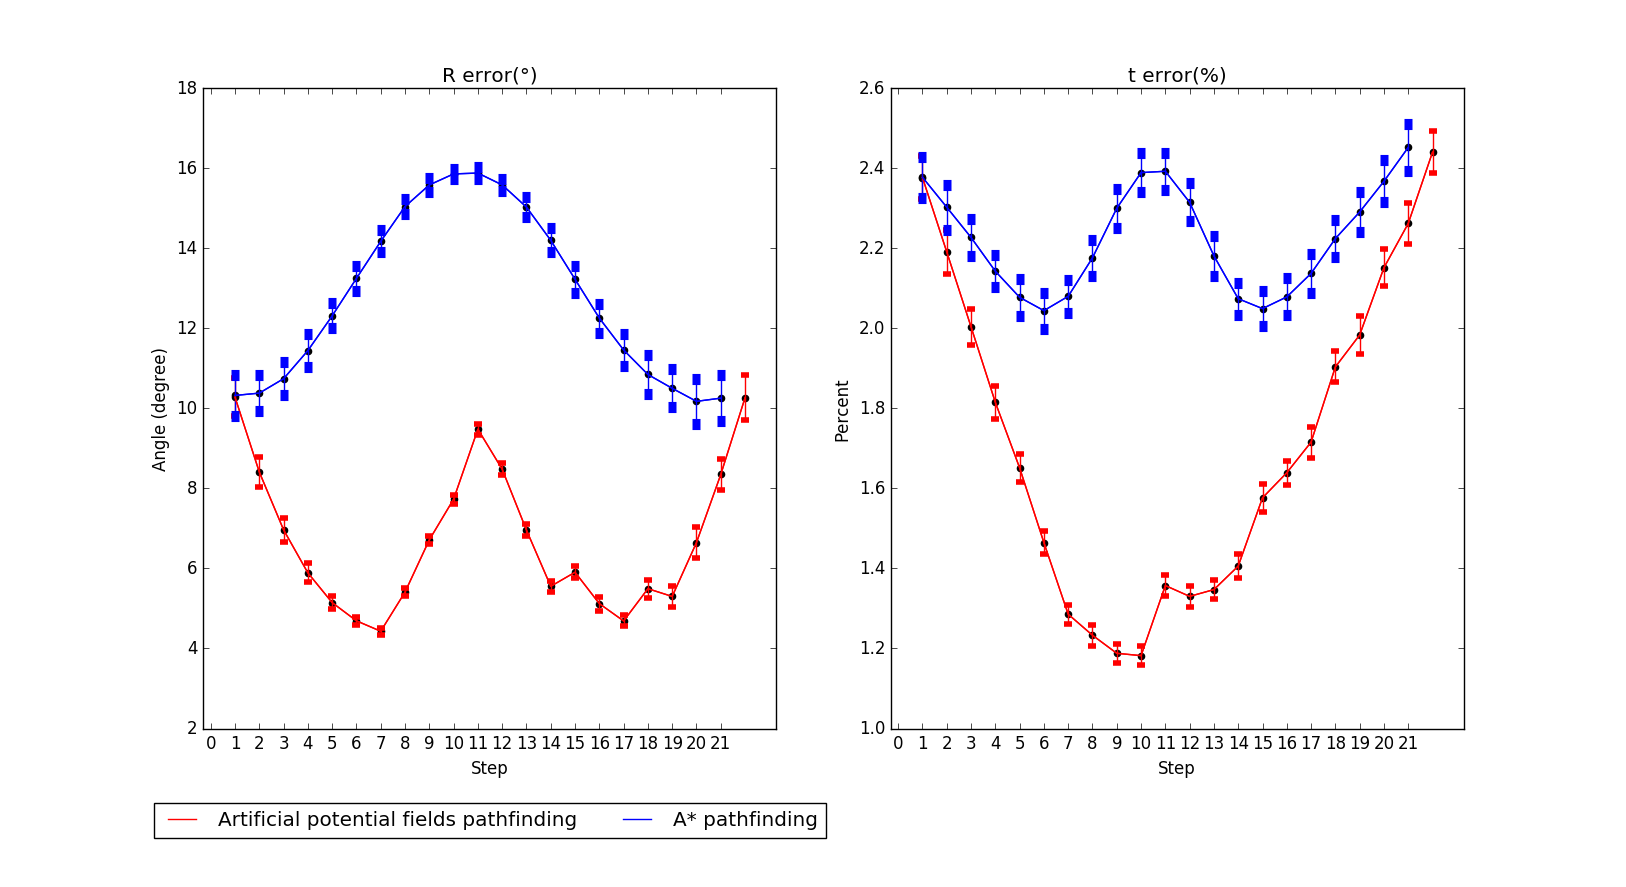 R error(°)
18
16
14
12
10
8
6
4
2
Angle (degree)
0 1 2 3 4 5 6 7 8 9 10 11 12 13 14 15 16 17 18 19 20 21
Step
t error(%)
2.6
2.4
2.2
2.0
1.8
1.6
1.4
1.2
1.0
Percent
0 1 2 3 4 5 6 7 8 9 10 11 12 13 14 15 16 17 18 19 20 21
Step
Artificial potential fields pathfinding
A* pathfinding